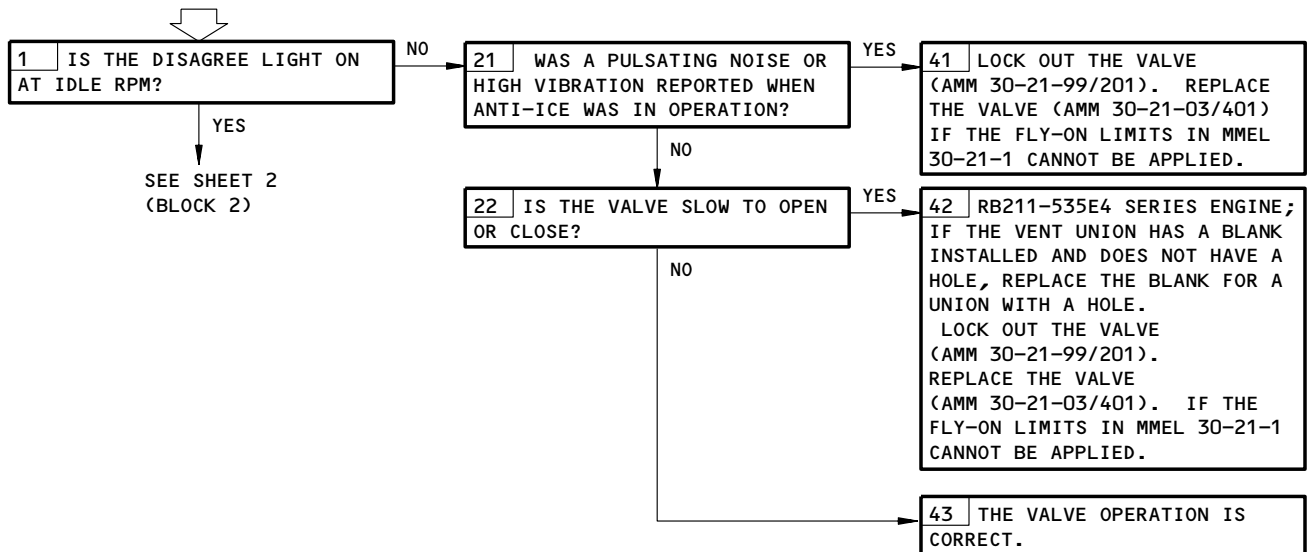 1 IS THE DISAGREE LIGHT ON
AT IDLE RPM?
NO
YES
SEE SHEET 2
(BLOCK 2)
21 WAS A PULSATING NOISE OR
HIGH VIBRATION REPORTED WHEN
ANTI-ICE WAS IN OPERATION?
YES
NO
41 LOCK OUT THE VALVE
(AMM 30-21-99/201). REPLACE
THE VALVE (AMM 30-21-03/401)
IF THE FLY-ON LIMITS IN MMEL
30-21-1 CANNOT BE APPLIED.
22 IS THE VALVE SLOW TO OPEN
OR CLOSE?
YES
NO
42 RB211-535E4 SERIES ENGINE;
IF THE VENT UNION HAS A BLANK
INSTALLED AND DOES NOT HAVE A
HOLE, REPLACE THE BLANK FOR A
UNION WITH A HOLE.
LOCK OUT THE VALVE
(AMM 30-21-99/201).
REPLACE THE VALVE
(AMM 30-21-03/401). IF THE
FLY-ON LIMITS IN MMEL 30-21-1
CANNOT BE APPLIED.
43 THE VALVE OPERATION IS
CORRECT.